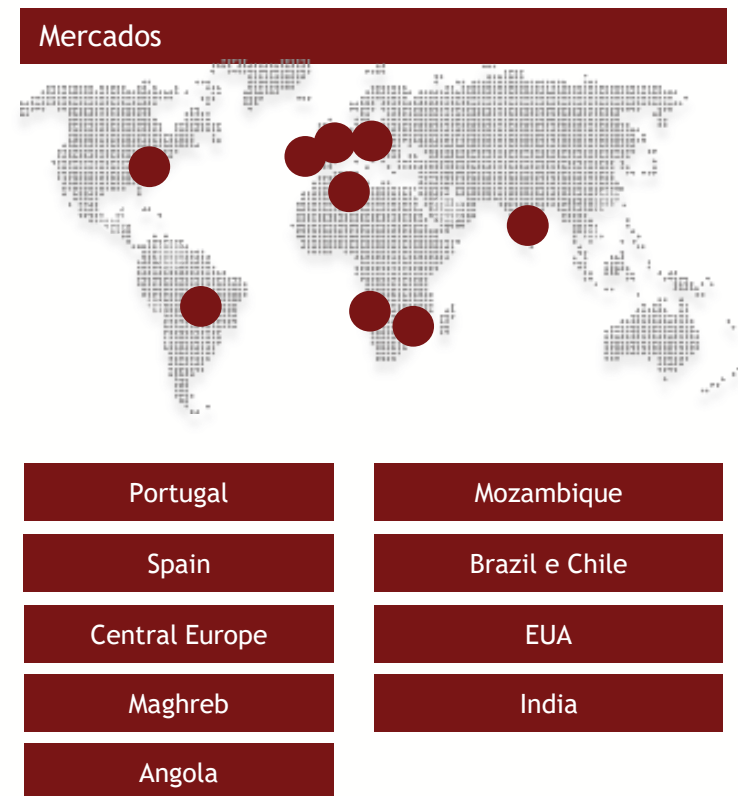 Mercados
Portugal
Spain
Central Europe
Maghreb
Angola
Mozambique
Brazil e Chile
EUA
India